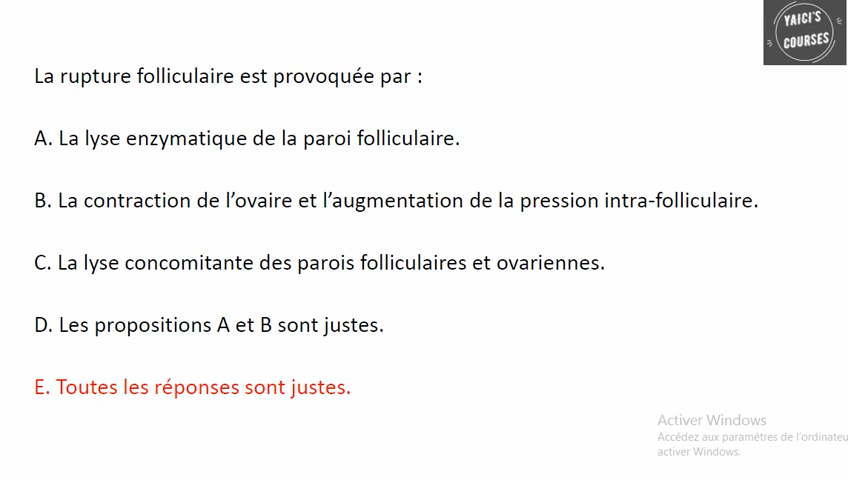 YAICI'S
COURSES
La rupture folliculaire est provoquée par :
A. La lyse enzymatique de la paroi folliculaire.
B. La contraction de l’ovaire et l’augmentation de la pression intra-folliculaire.
C. La lyse concomitante des parois folliculaires et ovariennes.
D. Les propositions A et B sont justes.
E. Toutes les réponses sont justes.
Activer Windows
Accédez aux paramètres de l'ordinateu
activer Windows.